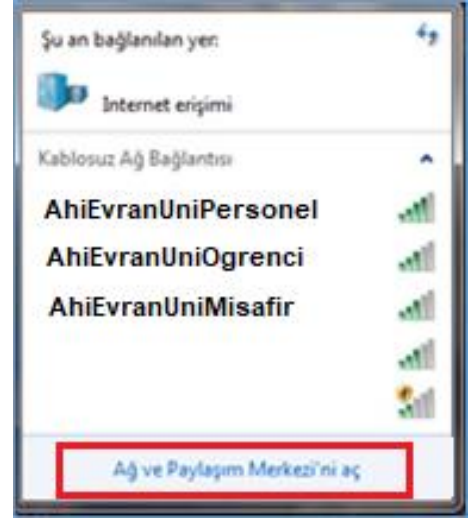 Şu an bağlanılan yer:
Internet erişimi
Kablosuz Ağ Bağlantısı
AhiEvranUniPersonel
AhiEvranUniOgrenci
AhiEvranUniMisafir
Ağ ve Paylaşım Merkezi'ni aç